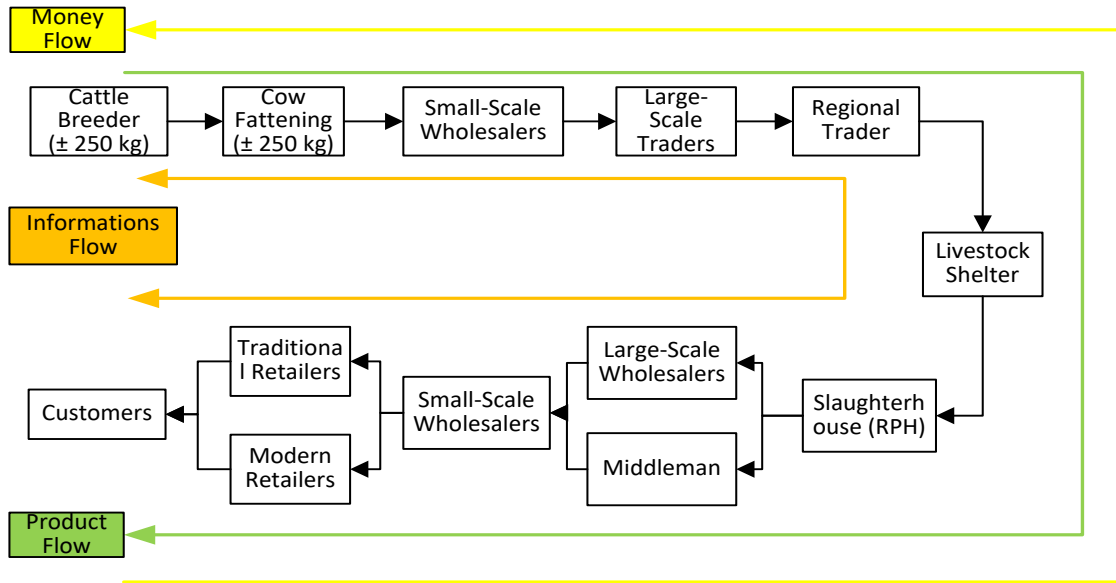 Money
Flow
Cattle
Breeder
(± 250 kg)
Cow
Fattening
(± 250 kg)
Small-Scale
Wholesalers
Large-
Scale
Traders
Regional
Trader
Informations
Flow
Livestock
Shelter
Traditiona
l Retailers
Large-Scale
Wholesalers
Customers
Small-Scale
Wholesalers
Slaughterh
ouse (RPH)
Modern
Retailers
Middleman
Product
Flow